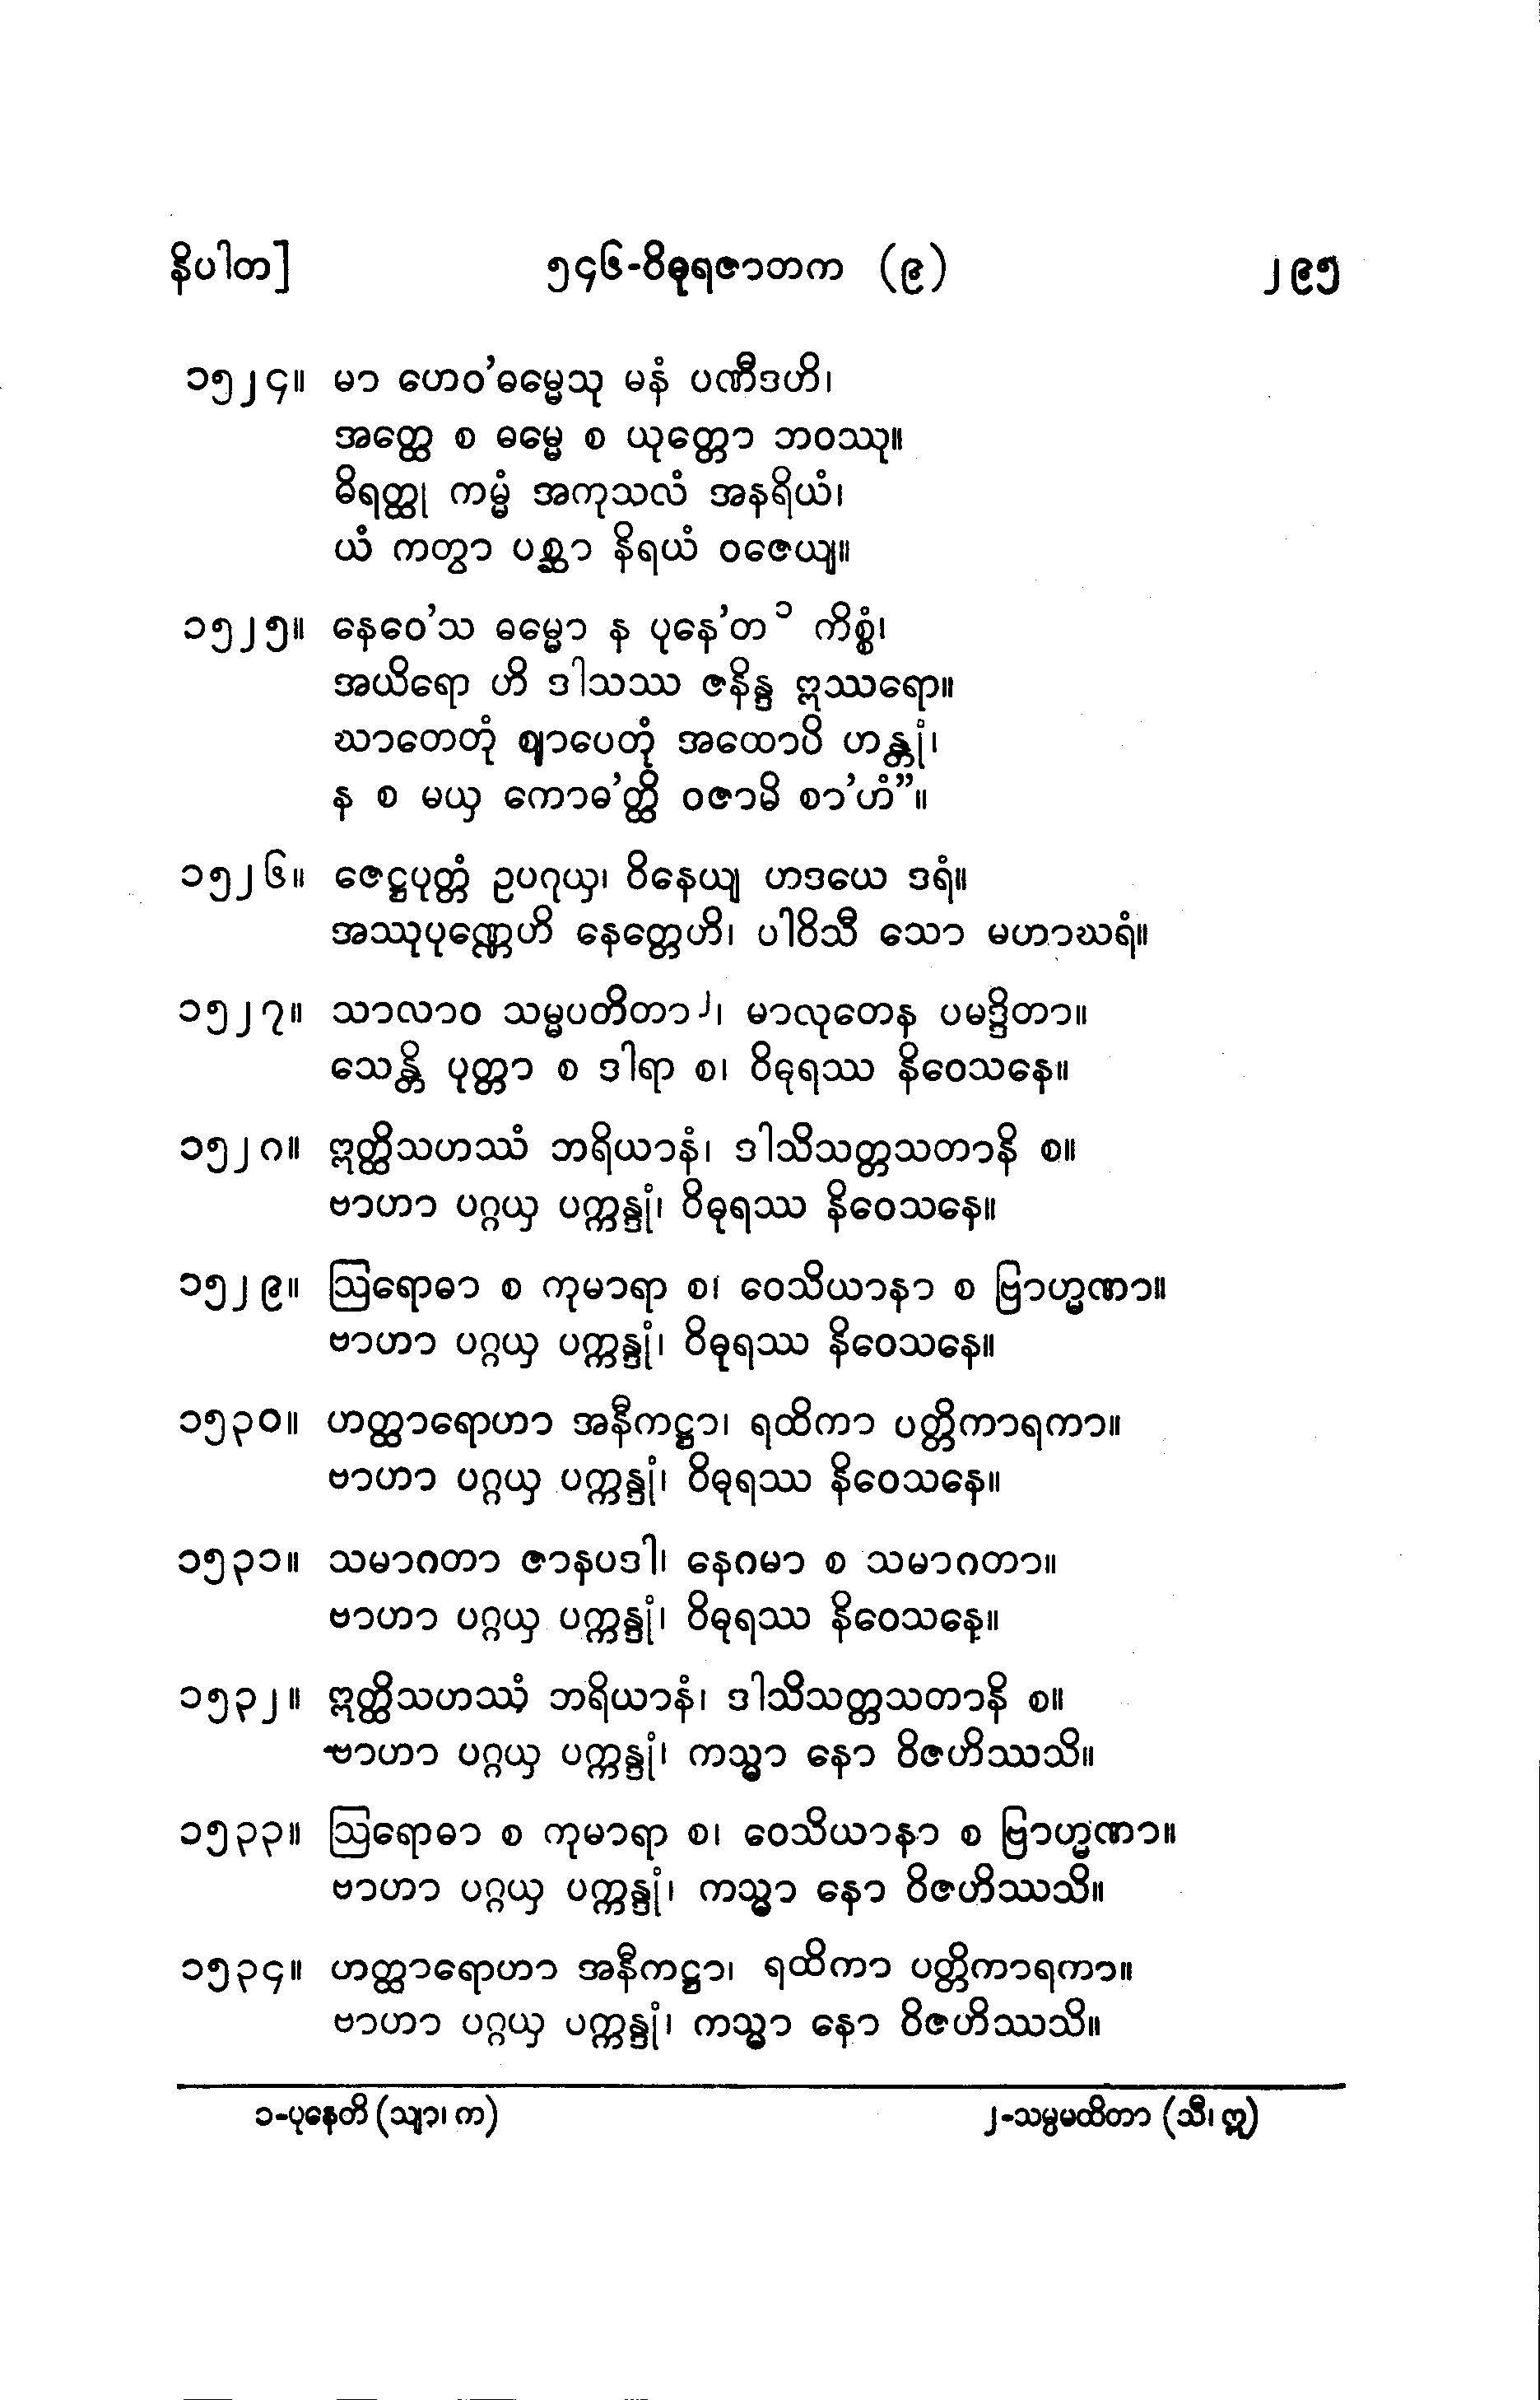 နိပါတ] ၅၄၆-ဝိဓုရဇာတက (၉) ၂၉၅
၁၅၂၄။ မာ ဟေဝ’ဓမ္မေသု မနံ ပဏီဒဟိ၊
အတ္ထေ စ ဓမ္မေ စ ယုတ္တော ဘဝဿု။
ဓိရတ္ထု ကမ္မံ အကုသလံ အနရိယံ၊
ယံ ကတွာ ပစ္ဆာ နိရယံ ဝဇေယျ။
၁၅၂၅။ နေဝေ’သ ဓမ္မော န ပုနေ’တ ၁ ကိစ္စံ၊
အယိရော ဟိ ဒါသဿ ဇနိန္ဒ ဣဿရော။
ဃာတေတုံ ဈာပေတုံ အထောပိ ဟန္တုံ၊
န စ မယှ ကောဓ’တ္ထိ ဝဇာမိ စာ’ဟံ”။
၁၅၂၆။ ဇေဋ္ဌပုတ္တံ ဥပဂုယှ၊ ဝိနေယျ ဟဒယေ ဒရံ။
အဿုပုဏ္ဏေဟိ နေတ္တေဟိ၊ ပါဝိသီ သော မဟာဃရံ။
၁၅၂၇။ သာလာဝ သမ္မပတိတာ ၂၊ မာလုတေန ပမဒ္ဒိတာ။
သေန္တိ ပုတ္တာ စ ဒါရာ စ၊ ဝိဓုရဿ နိဝေသနေ။
၁၅၂၈။ ဣတ္ထိသဟဿံ ဘရိယာနံ၊ ဒါသိသတ္တသတာနိ စ။
ဗာဟာ ပဂ္ဂယှ ပက္ကန္ဒုံ၊ ဝိဓုရဿ နိဝေသနေ။
၁၅၂၉။ ဩရောဓာ စ ကုမာရာ စ၊ ဝေသိယာနာ စ ဗြာဟ္မဏာ။
ဗာဟာ ပဂ္ဂယှ ပက္ကန္ဒုံ၊ ဝိဓုရဿ နိဝေသနေ။
၁၅၃၀။ ဟတ္ထာရောဟာ အနီကဋ္ဌာ၊ ရထိကာ ပတ္တိကာရကာ။
ဗာဟာ ပဂ္ဂယှ ပက္ကန္ဒုံ၊ ဝိဓုရဿ နိဝေသနေ။
၁၅၃၁။ သမာဂတာ ဇာနပဒါ၊ နေဂမာ စ သမာဂတာ။
ဗာဟာ ပဂ္ဂယှ ပက္ကန္ဒုံ၊ ဝိဓုရဿ နိဝေသနေ။
၁၅၃၂။ ဣတ္ထိသဟဿံ ဘရိယာနံ၊ ဒါသိသတ္တသတာနိ စ။
ဗာဟာ ပဂ္ဂယှ ပက္ကန္ဒုံ၊ ကသ္မာ နော ဝိဇဟိဿသိ။
၁၅၃၃။ ဩရောဓာ စ ကုမာရာ စ၊ ဝေသိယာနာ စ ဗြာဟ္မဏာ။
ဗာဟာ ပဂ္ဂယှ ပက္ကန္ဒုံ၊ ကသ္မာ နော ဝိဇဟိဿသိ။
၁၅၃၄။ ဟတ္ထာရောဟာ အနီကဋ္ဌာ၊ ရထိကာ ပတ္တိကာရကာ။
ဗာဟာ ပဂ္ဂယှ ပက္ကန္ဒုံ၊ ကသ္မာ နော ဝိဇဟိဿသိ။
၁-ပုနေတိ (သျာ၊ က) ၂-သမ္ပမထိတာ (သီ၊ ဣ)